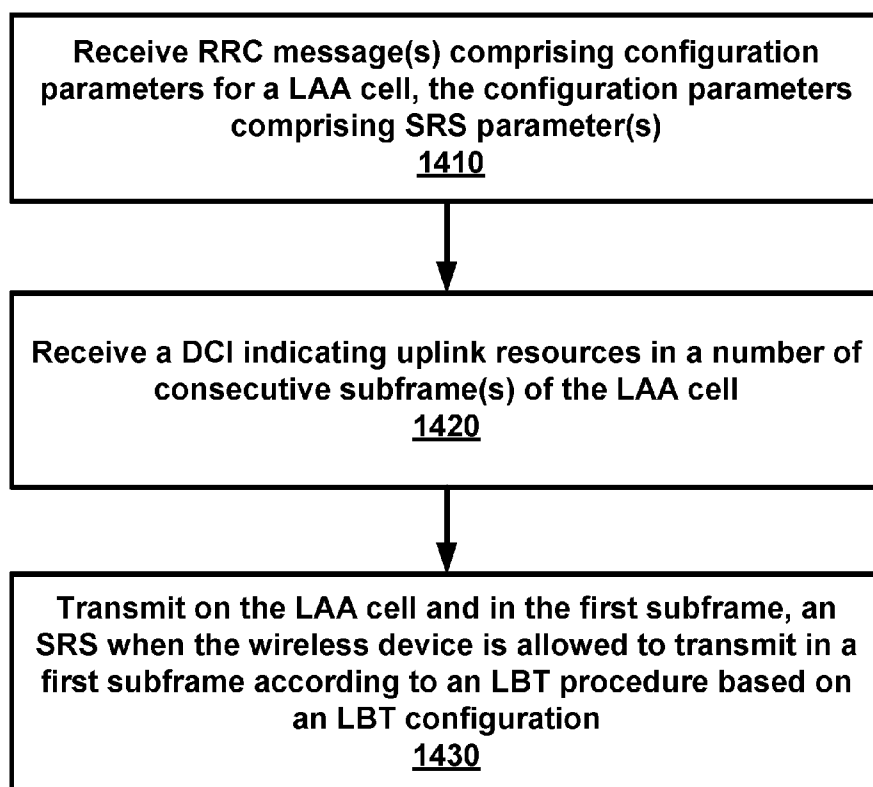 Receive RRC message(s) comprising configuration
parameters for a LAA cell, the configuration parameters
comprising SRS parameter(s)
1410
Receive a DCI indicating uplink resources in a number of
consecutive subframe(s) of the LAA cell
1420
Transmit on the LAA cell and in the first subframe, an
SRS when the wireless device is allowed to transmit in a
first subframe according to an LBT procedure based on
an LBT configuration
1430